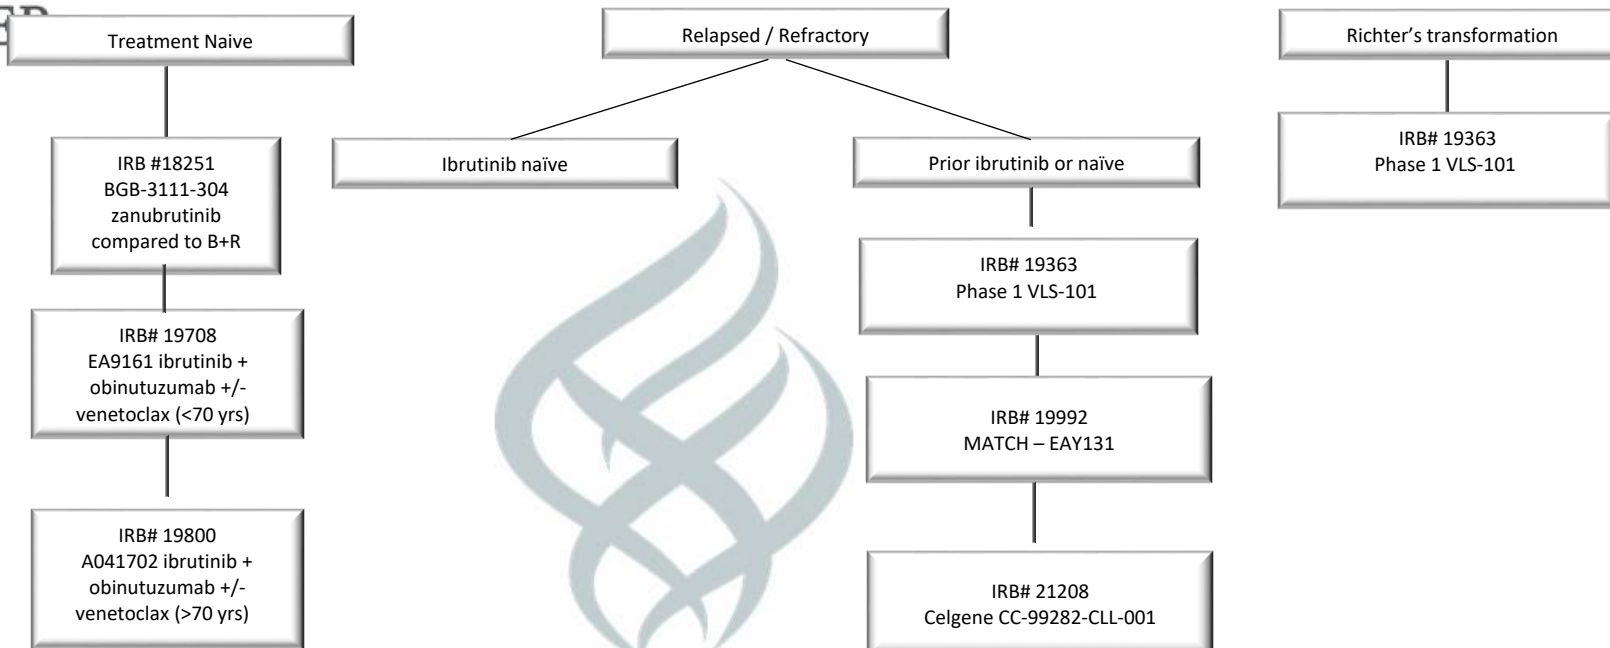 Treatment Naive
IRB #18251
BGB-3111-304
zanubrutinib
compared to B+R
IRB# 19708
EA9161 ibrutinib +
obinutuzumab +/-
venetoclax (<70 yrs)
IRB# 19800
A041702 ibrutinib +
obinutuzumab +/-
venetoclax (>70 yrs)
Relapsed / Refractory
Ibrutinib naïve
Prior ibrutinib or naïve
IRB# 19363
Phase 1 VLS-101
IRB# 19992
MATCH – EAY131
IRB# 21208
Celgene CC-99282-CLL-001
Richter’s transformation
IRB# 19363
Phase 1 VLS-101